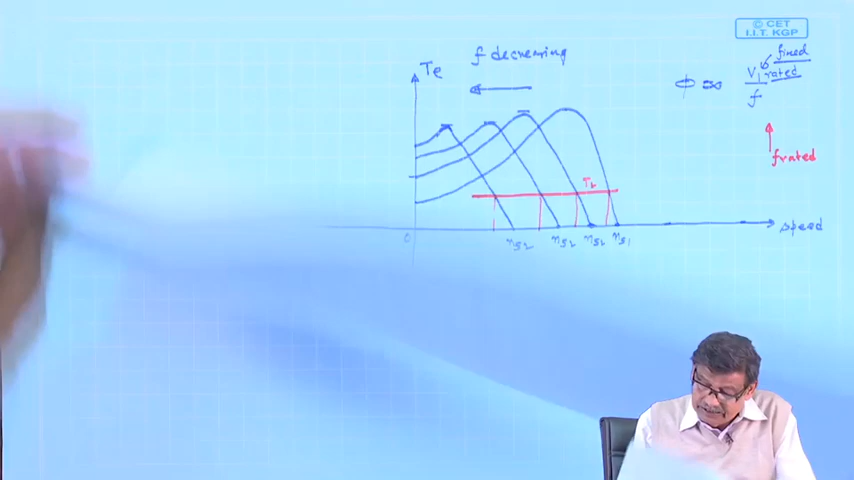 © CET
I.I.T. KGP
f decreasing
Te
φ ∝ V1 rated / f
fixed
frated
TL
0
ns2 ns2 ns2 ns1
speed